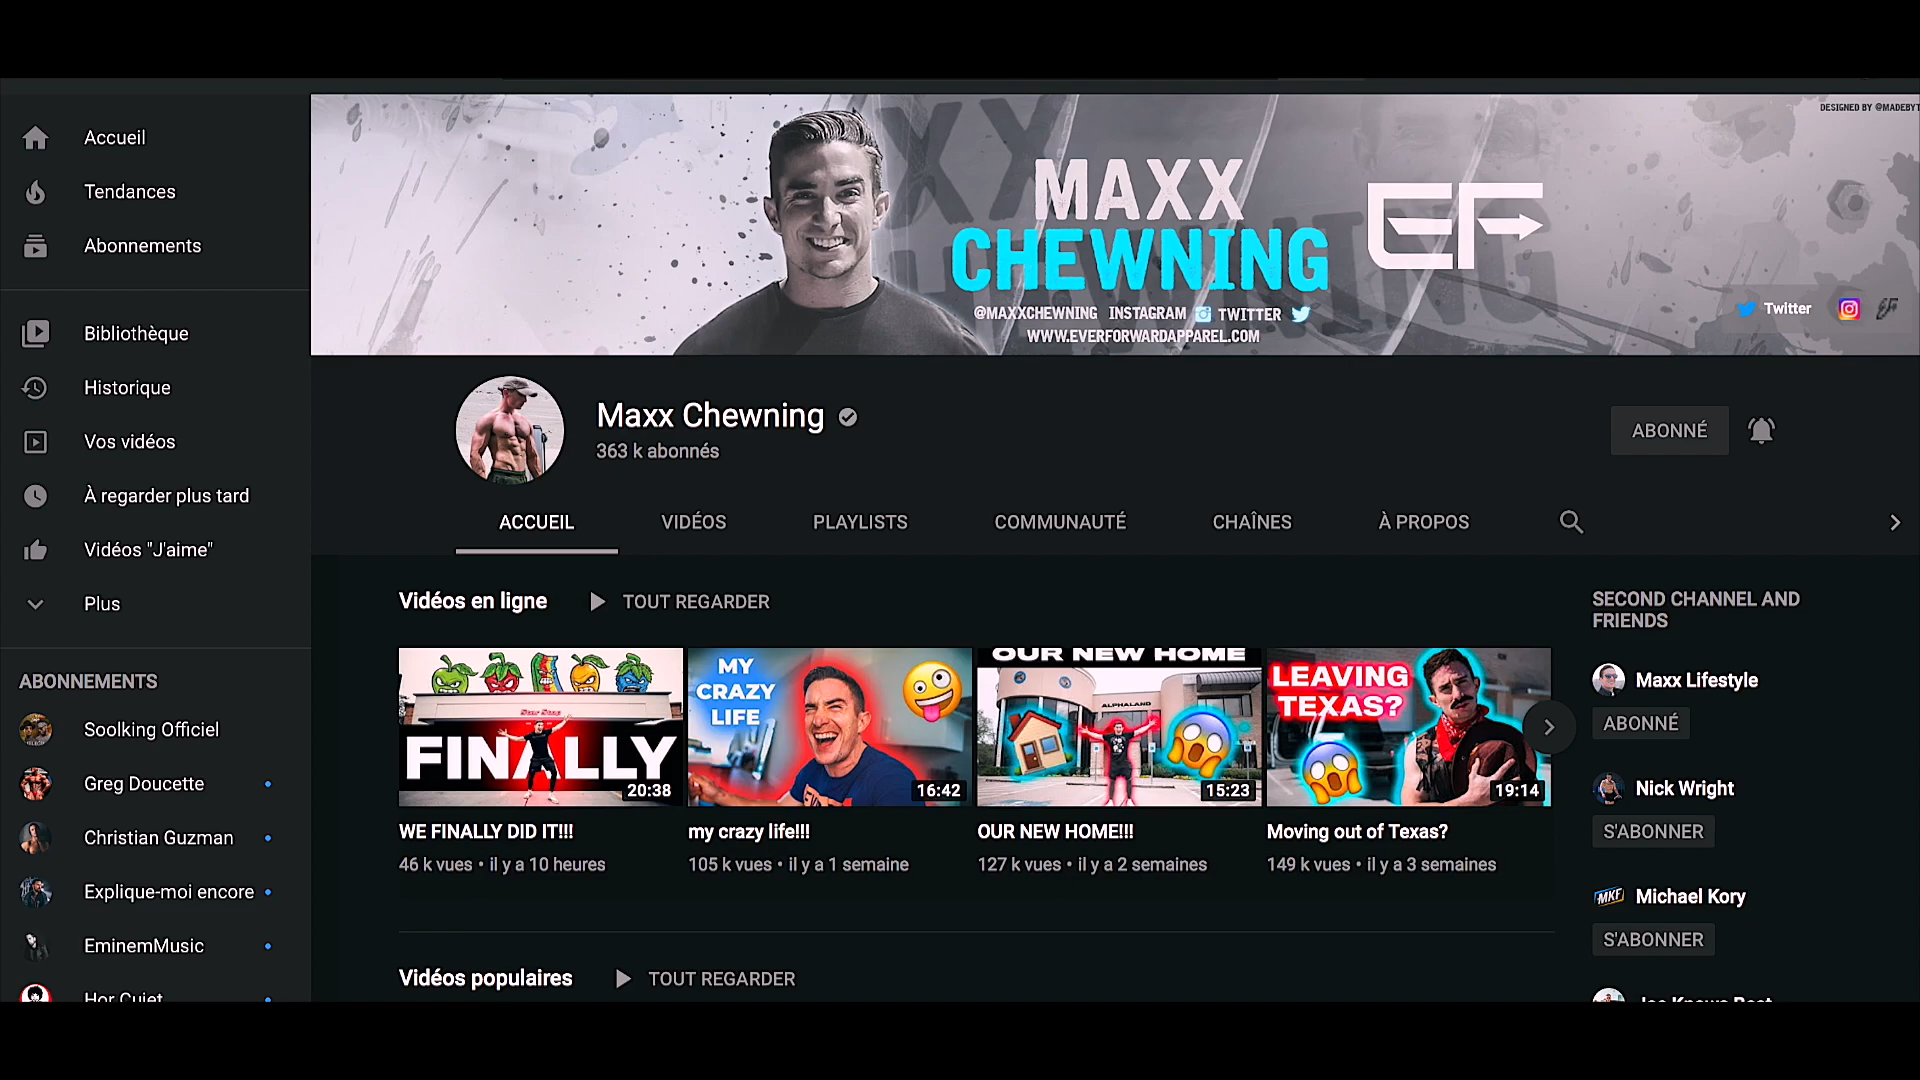 DESIGNED BY @MADEBYT
MAXX
CHEWNING
EF
@MAXXCHEWNING INSTAGRAM TWITTER
WWW.EVERFORWARDAPPAREL.COM
Twitter
Accueil
Tendances
Abonnements
Bibliothèque
Historique
Vos vidéos
À regarder plus tard
Vidéos "J'aime"
Plus
ABONNEMENTS
Soolking Officiel
Greg Doucette
Christian Guzman
Explique-moi encore
EminemMusic
Maxx Chewning
363 k abonnés
ABONNÉ
ACCUEIL VIDÉOS PLAYLISTS COMMUNAUTÉ CHAÎNES À PROPOS
Vidéos en ligne TOUT REGARDER
FINALLY
20:38
WE FINALLY DID IT!!!
46 k vues • il y a 10 heures
MY
CRAZY
LIFE
16:42
my crazy life!!!
105 k vues • il y a 1 semaine
OUR NEW HOME
ALPHALAND
15:23
OUR NEW HOME!!!
127 k vues • il y a 2 semaines
LEAVING
TEXAS?
19:14
Moving out of Texas?
149 k vues • il y a 3 semaines
Vidéos populaires TOUT REGARDER
SECOND CHANNEL AND
FRIENDS
Maxx Lifestyle
ABONNÉ
Nick Wright
S'ABONNER
MKF
Michael Kory
S'ABONNER